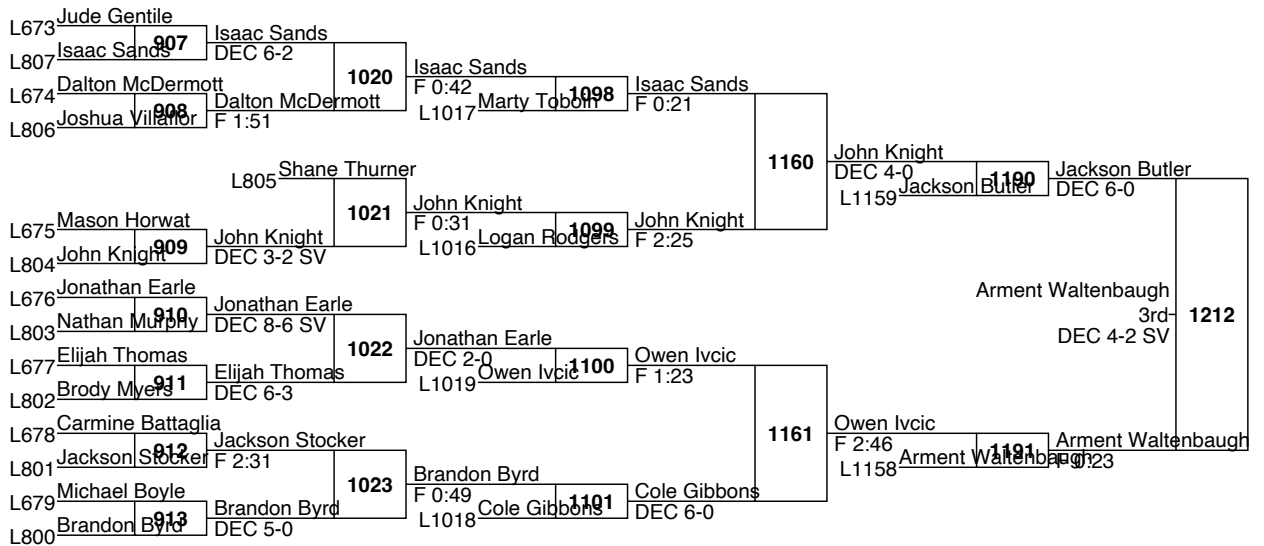 L673 Jude Gentile
907
L807 Isaac Sands
Isaac Sands
DEC 6-2
L674 Dalton McDermott
908
L806 Joshua Villaflor
Dalton McDermott
F 1:51
1020
Isaac Sands
F 0:42
L1017 Marty Toboin
1098
Isaac Sands
F 0:21
L805 Shane Thurner
L675 Mason Horwat
909
L804 John Knight
John Knight
DEC 3-2 SV
1021
John Knight
F 0:31
L1016 Logan Rodgers
1099
John Knight
F 2:25
1160
John Knight
DEC 4-0
L1159 Jackson Butler
1190
Jackson Butler
DEC 6-0
L676 Jonathan Earle
910
L803 Nathan Murphy
Jonathan Earle
DEC 8-6 SV
L677 Elijah Thomas
911
L802 Brody Myers
Elijah Thomas
DEC 6-3
1022
Jonathan Earle
DEC 2-0
L1019 Owen Ivcic
1100
Owen Ivcic
F 1:23
L678 Carmine Battaglia
912
L801 Jackson Stocker
Jackson Stocker
F 2:31
L679 Michael Boyle
913
L800 Brandon Byrd
Brandon Byrd
DEC 5-0
1023
Brandon Byrd
F 0:49
L1018 Cole Gibbons
1101
Cole Gibbons
DEC 6-0
1161
Owen Ivcic
F 2:46
L1158 Arment Waltenbaugh
1191
Arment Waltenbaugh
F 0:23
Arment Waltenbaugh
3rd
DEC 4-2 SV
1212